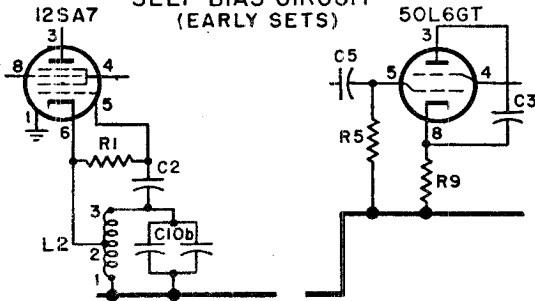 SELF BIAS CIRCUIT
(EARLY SETS)
12SA7
50L6GT
3
8
4
5
1
6
R1
C2
3
L2
2
1
C10b
3
C5
5
4
C3
8
R5
R9